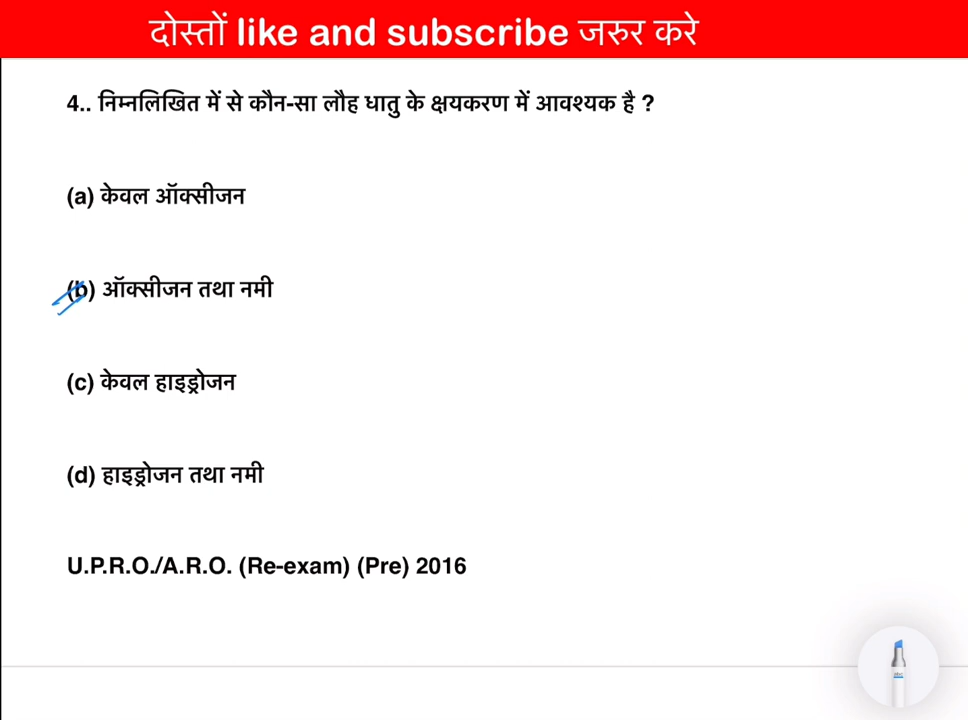 दोस्तों like and subscribe जरुर करे
4.. निम्नलिखित में से कौन-सा लौह धातु के क्षयकरण में आवश्यक है ?
(a) केवल ऑक्सीजन
(b) ऑक्सीजन तथा नमी
(c) केवल हाइड्रोजन
(d) हाइड्रोजन तथा नमी
U.P.R.O./A.R.O. (Re-exam) (Pre) 2016